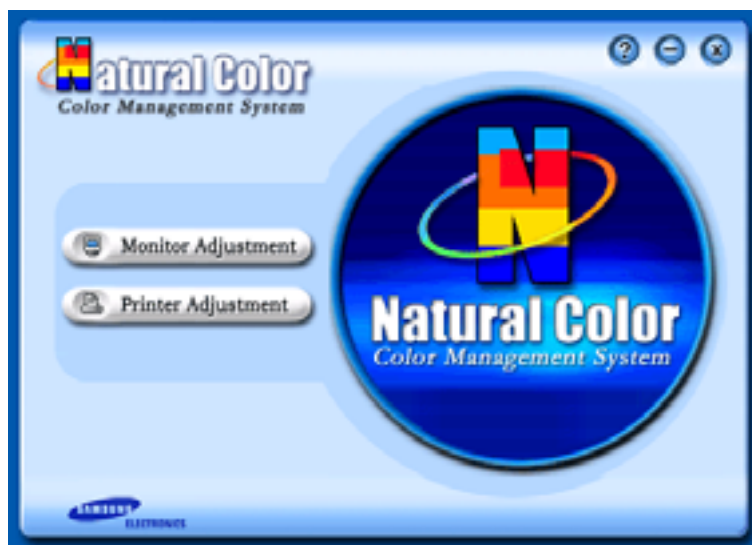 Natural Color
Color Management System
?
Monitor Adjustment
Printer Adjustment
N
Natural Color
Color Management System
SAMSUNG
ELECTRONICS